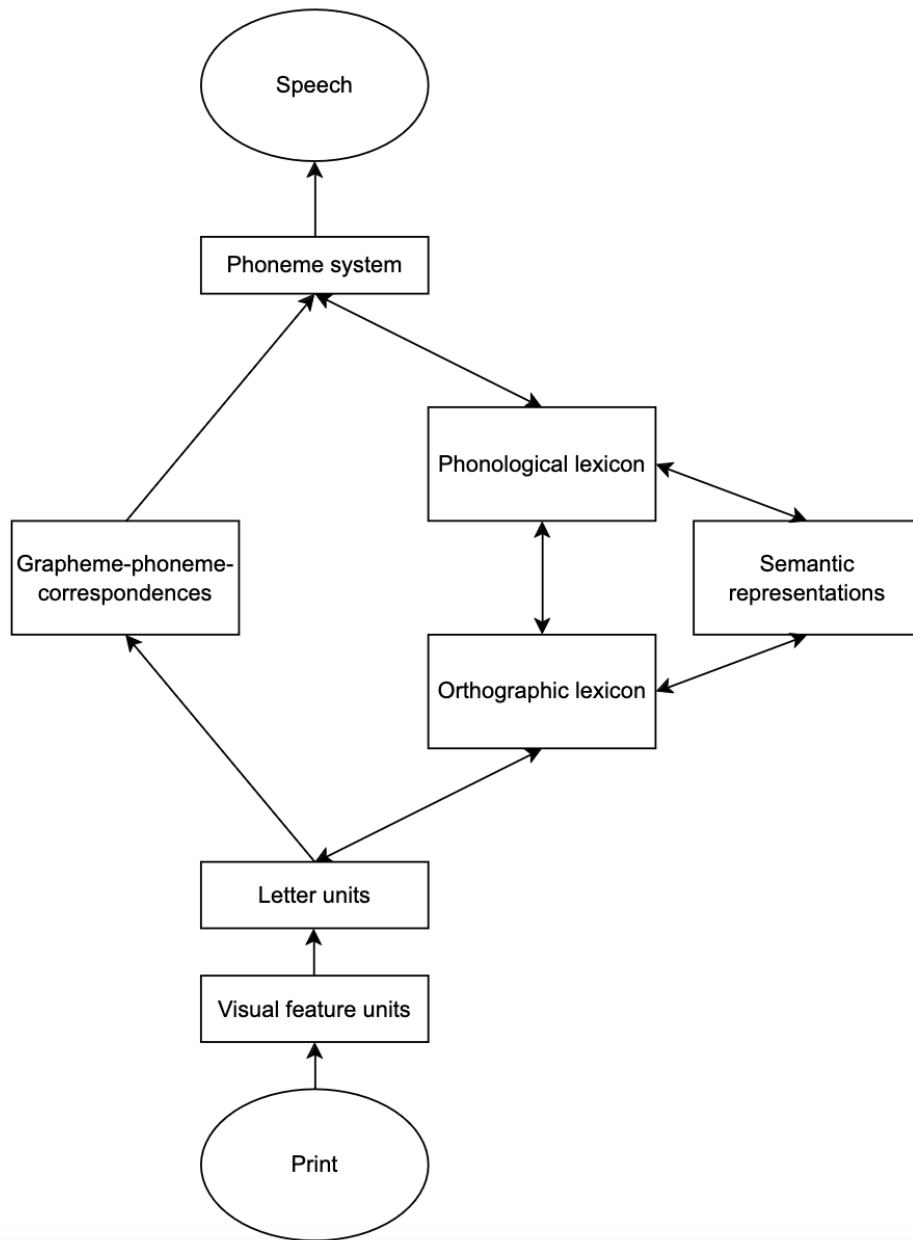 Speech
Phoneme system
Phonological lexicon
Grapheme-phoneme-
correspondences
Semantic
representations
Orthographic lexicon
Letter units
Visual feature units
Print